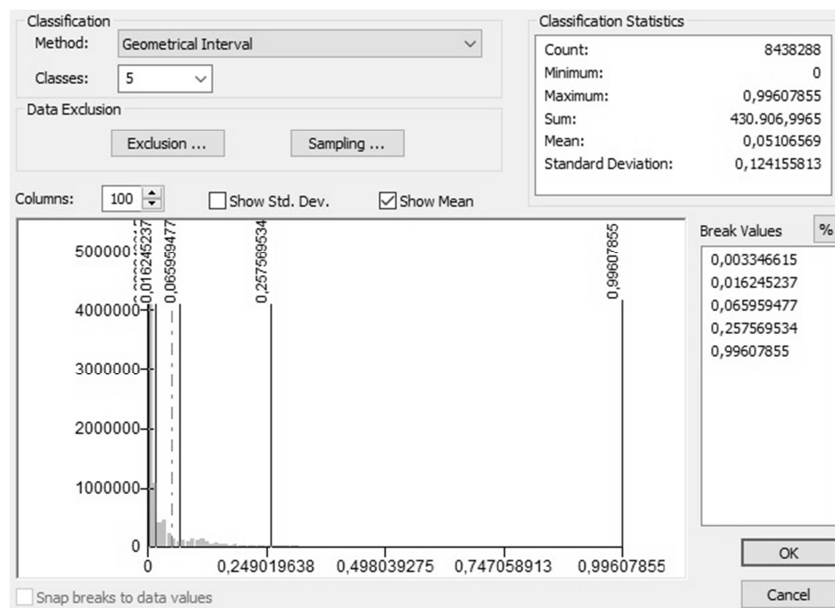 Classification
Method: Geometrical Interval
Classes: 5
Data Exclusion
Exclusion ... Sampling ...
Classification Statistics
Count: 8438288
Minimum: 0
Maximum: 0,99607855
Sum: 430.906,9965
Mean: 0,05106569
Standard Deviation: 0,124155813
Columns: 100 Show Std. Dev. Show Mean
0,016245237
0,065959477
0,257569534
0,99607855
4000000
3000000
2000000
1000000
0
0 0,249019638 0,498039275 0,747058913 0,99607855
Break Values %
0,003346615
0,016245237
0,065959477
0,257569534
0,99607855
OK
Cancel
Snap breaks to data values